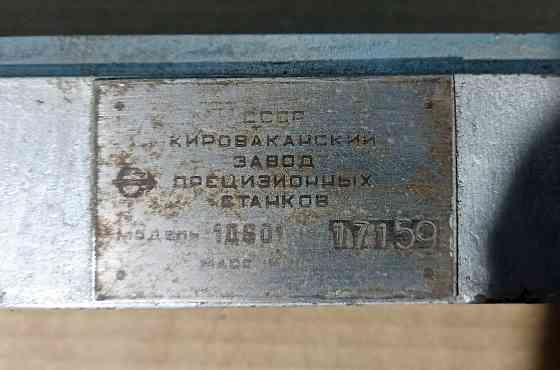 СССР
КИРОВАКАНСКИЙ
ЗАВОД
ПРЕЦИЗИОННЫХ
СТАНКОВ
Модель 1Д601 17159